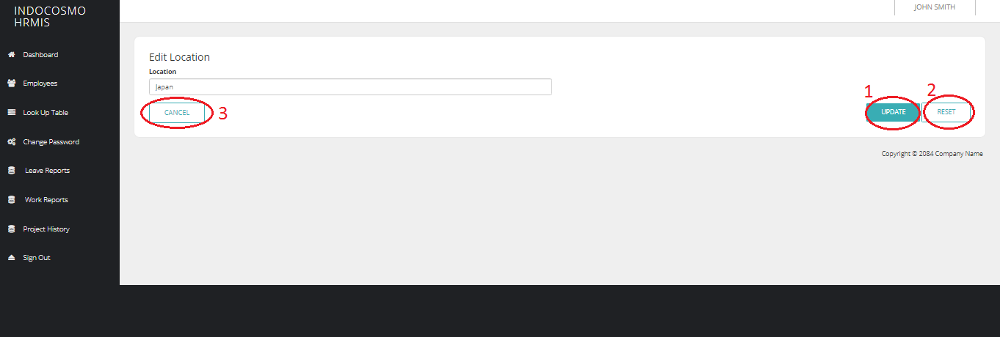 INDOCOSMO
HRMIS
JOHN SMITH
Dashboard
Employees
Look Up Table
Change Password
Leave Reports
Work Reports
Project History
Sign Out
Edit Location
Location
Japan
CANCEL 3
1 UPDATE
2 RESET
Copyright © 2084 Company Name